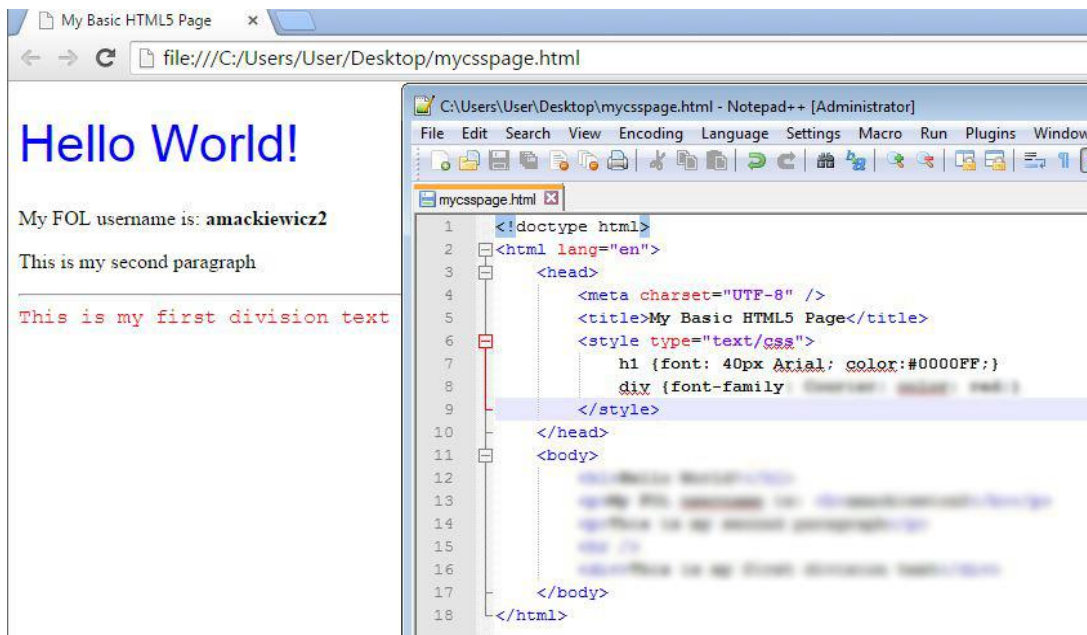 My Basic HTML5 Page
file:///C:/Users/User/Desktop/mycsspage.html
Hello World!
My FOL username is: amackiewicz2
This is my second paragraph
This is my first division text
C:\Users\User\Desktop\mycsspage.html - Notepad++ [Administrator]
File Edit Search View Encoding Language Settings Macro Run Plugins Window
mycsspage.html
1 <!doctype html>
2 <html lang="en">
3 <head>
4 <meta charset="UTF-8" />
5 <title>My Basic HTML5 Page</title>
6 <style type="text/css">
7 h1 {font: 40px Arial; color:#0000FF;}
8 div {font-family
9 </style>
10 </head>
11 <body>
12
13
14
15
16
17 </body>
18 </html>